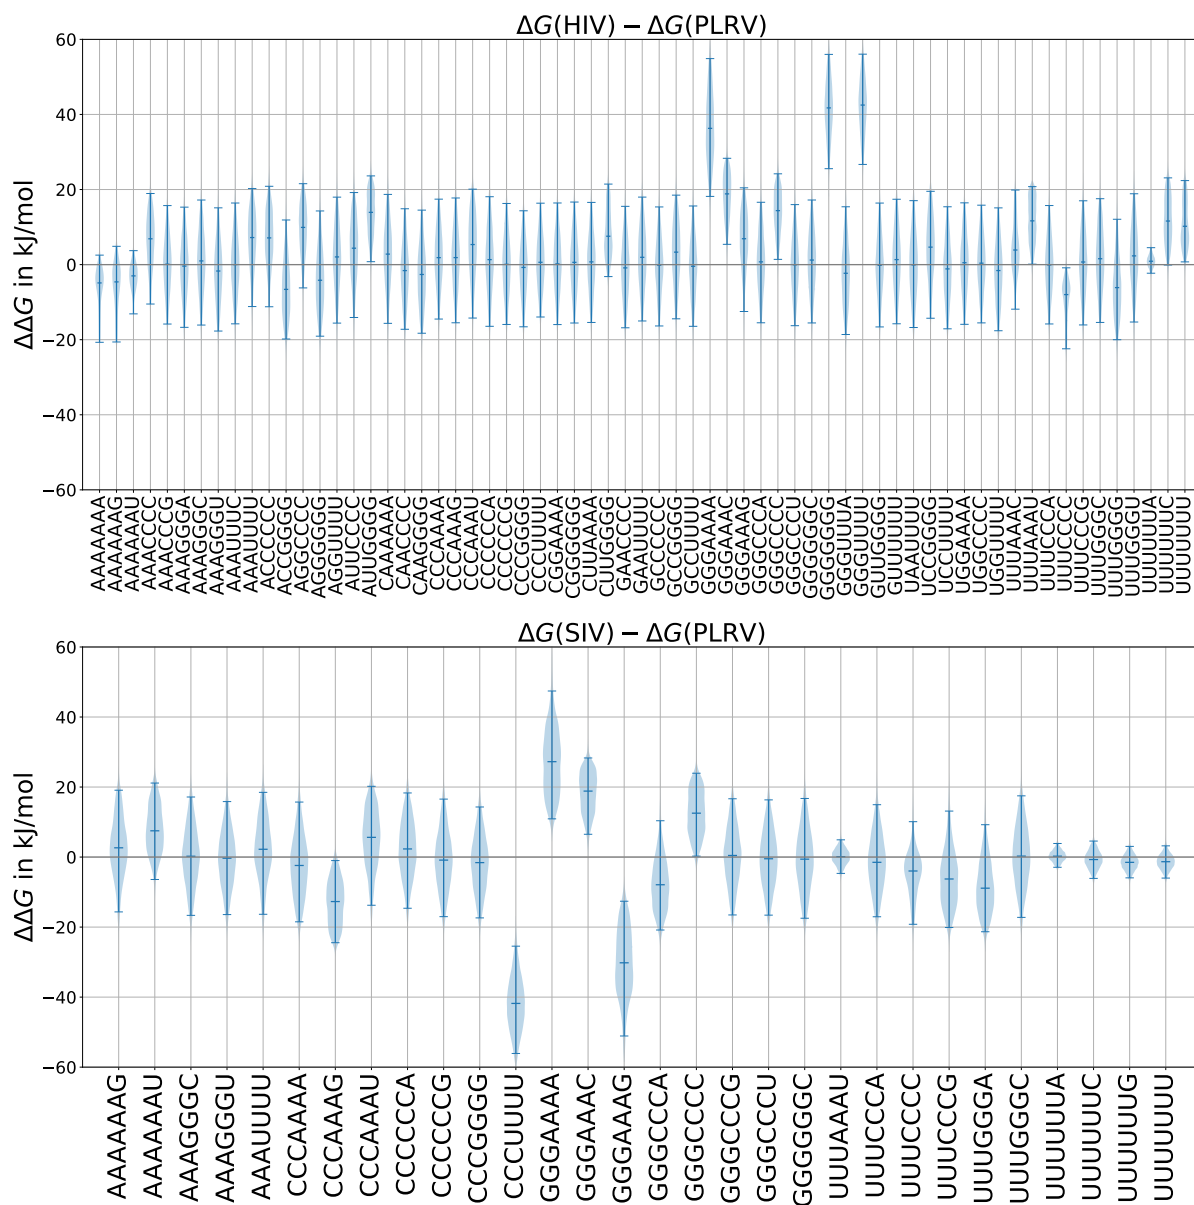 ΔG(HIV) − ΔG(PLRV)
ΔΔG in kJ/mol
60
40
20
0
−20
−40
−60
AAAAAAA
AAAAAAG
AAAAAAU
AAACCCC
AAACCCG
AAAGGGA
AAAGGGC
AAAGGGU
AAAUUUC
AAAUUUU
ACCCCCC
ACCGGGG
AGGCCCC
AGGGGGG
AGGUUUU
AUUCCCC
AUUGGGG
CAAAAAA
CAACCCC
CAAGGGG
CCCAAAA
CCCAAAG
CCCAAAU
CCCCCCA
CCCCCCG
CCCGGGG
CCCUUUU
CGGAAAA
CGGGGGG
CUUAAAA
CUUGGGG
GAACCCC
GAAUUUU
GCCCCCC
GCCGGGG
GCCUUUU
GGGAAAA
GGGAAAC
GGGAAAG
GGGCCCA
GGGCCCC
GGGCCCU
GGGGGGC
GGGGGGG
GGGUUUA
GGGUUUU
GUUGGGG
GUUUUUU
UAAUUUU
UCCGGGG
UCCUUUU
UGGAAAA
UGGCCCC
UGGUUUU
UUUAAAC
UUUAAAU
UUUCCCA
UUUCCCC
UUUCCCG
UUUGGGC
UUUGGGG
UUUGGGU
UUUUUUA
UUUUUUC
UUUUUUU
ΔG(SIV) − ΔG(PLRV)
ΔΔG in kJ/mol
60
40
20
0
−20
−40
−60
AAAAAAG
AAAAAAU
AAAGGGC
AAAGGGU
AAAUUUU
CCCAAAA
CCCAAAG
CCCAAAU
CCCCCCA
CCCCCCG
CCCGGGG
CCCUUUU
GGGAAAA
GGGAAAC
GGGAAAG
GGGCCCA
GGGCCCC
GGGCCCG
GGGCCCU
GGGGGGC
UUUAAAU
UUUCCCA
UUUCCCC
UUUCCCG
UUUGGGA
UUUGGGC
UUUUUUA
UUUUUUC
UUUUUUG
UUUUUUU